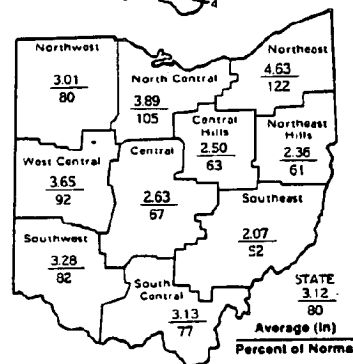 4
Northwest
3.01
80
North Central
3.89
105
Northeast
4.63
122
West Central
3.65
92
Central
2.63
67
Central
Hills
2.50
63
Northeast
Hills
2.36
61
Southwest
3.28
82
South
Central
3.13
77
Southeast
2.07
52
STATE
3.12
80
Average (in)
Percent of Norma